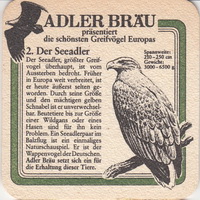 ADLER BRÄU
präsentiert
die schönsten Greifvögel Europas
2. Der Seeadler
Der Seeadler, größter Greif-
vogel überhaupt, ist vom
Aussterben bedroht. Früher
in Europa weit verbreitet, ist
er heute äußerst selten ge-
worden. Durch seine Größe
und den mächtigen gelben
Schnabel ist er unverwechsel-
bar. Bestreitere bis zur Größe
einer Wildgans oder eines
Hasen sind für ihn kein
Problem. Ein Seeadlerpaar im
Balzflug ist ein einmaliges
Naturschauspiel. Er ist der
Wappenvogel der Deutschen.
Adler Bräu setzt sich ein für
die Erhaltung dieser Tiere.
Spannweite:
210 - 250 cm
Gewicht:
3000 - 6500 g